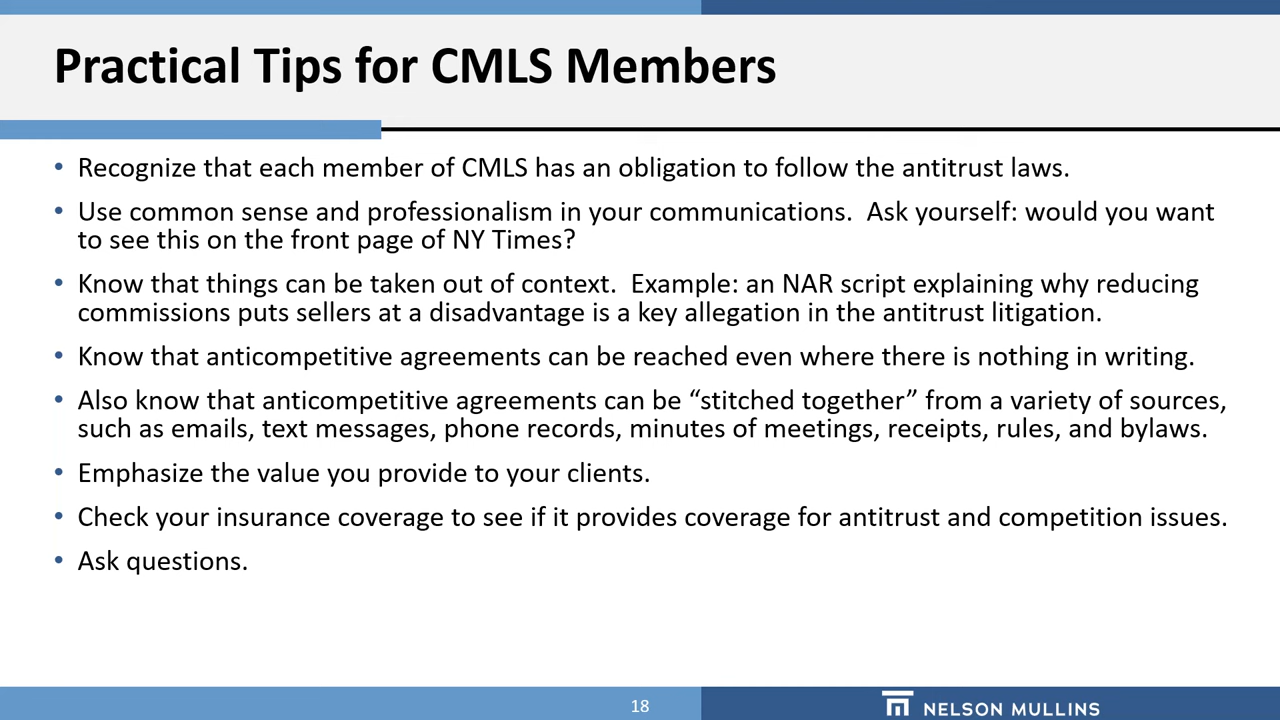 Practical Tips for CMLS Members
• Recognize that each member of CMLS has an obligation to follow the antitrust laws.
• Use common sense and professionalism in your communications.  Ask yourself: would you want
to see this on the front page of NY Times?
• Know that things can be taken out of context.  Example: an NAR script explaining why reducing
commissions puts sellers at a disadvantage is a key allegation in the antitrust litigation.
• Know that anticompetitive agreements can be reached even where there is nothing in writing.
• Also know that anticompetitive agreements can be “stitched together” from a variety of sources,
such as emails, text messages, phone records, minutes of meetings, receipts, rules, and bylaws.
• Emphasize the value you provide to your clients.
• Check your insurance coverage to see if it provides coverage for antitrust and competition issues.
• Ask questions.
18
NELSON MULLINS